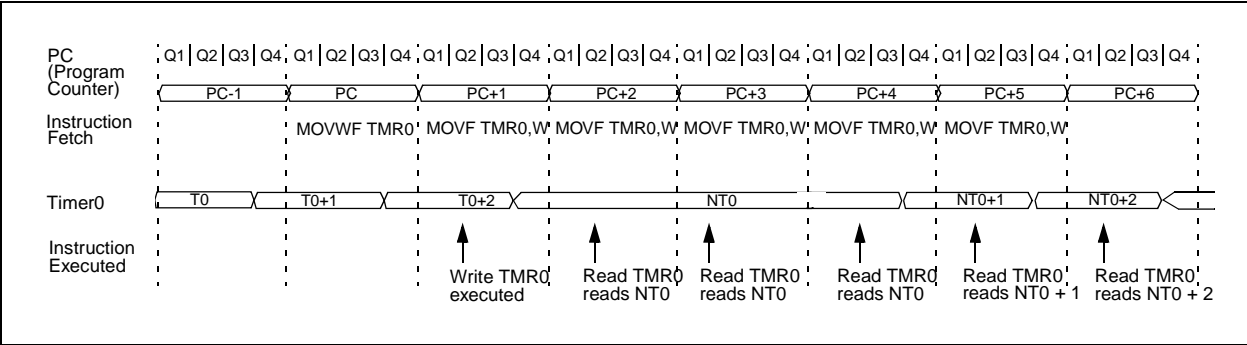 PC
(Program
Counter)
Q1 Q2 Q3 Q4 Q1 Q2 Q3 Q4 Q1 Q2 Q3 Q4 Q1 Q2 Q3 Q4 Q1 Q2 Q3 Q4 Q1 Q2 Q3 Q4 Q1 Q2 Q3 Q4 Q1 Q2 Q3 Q4
PC-1 PC PC+1 PC+2 PC+3 PC+4 PC+5 PC+6
Instruction
Fetch
MOVWF TMR0 MOVF TMR0,W MOVF TMR0,W MOVF TMR0,W MOVF TMR0,W MOVF TMR0,W
Timer0
T0 T0+1 T0+2 NT0 NT0+1 NT0+2
Instruction
Executed
Write TMR0 Read TMR0 Read TMR0 Read TMR0 Read TMR0 Read TMR0
executed reads NT0 reads NT0 reads NT0 reads NT0 + 1 reads NT0 + 2